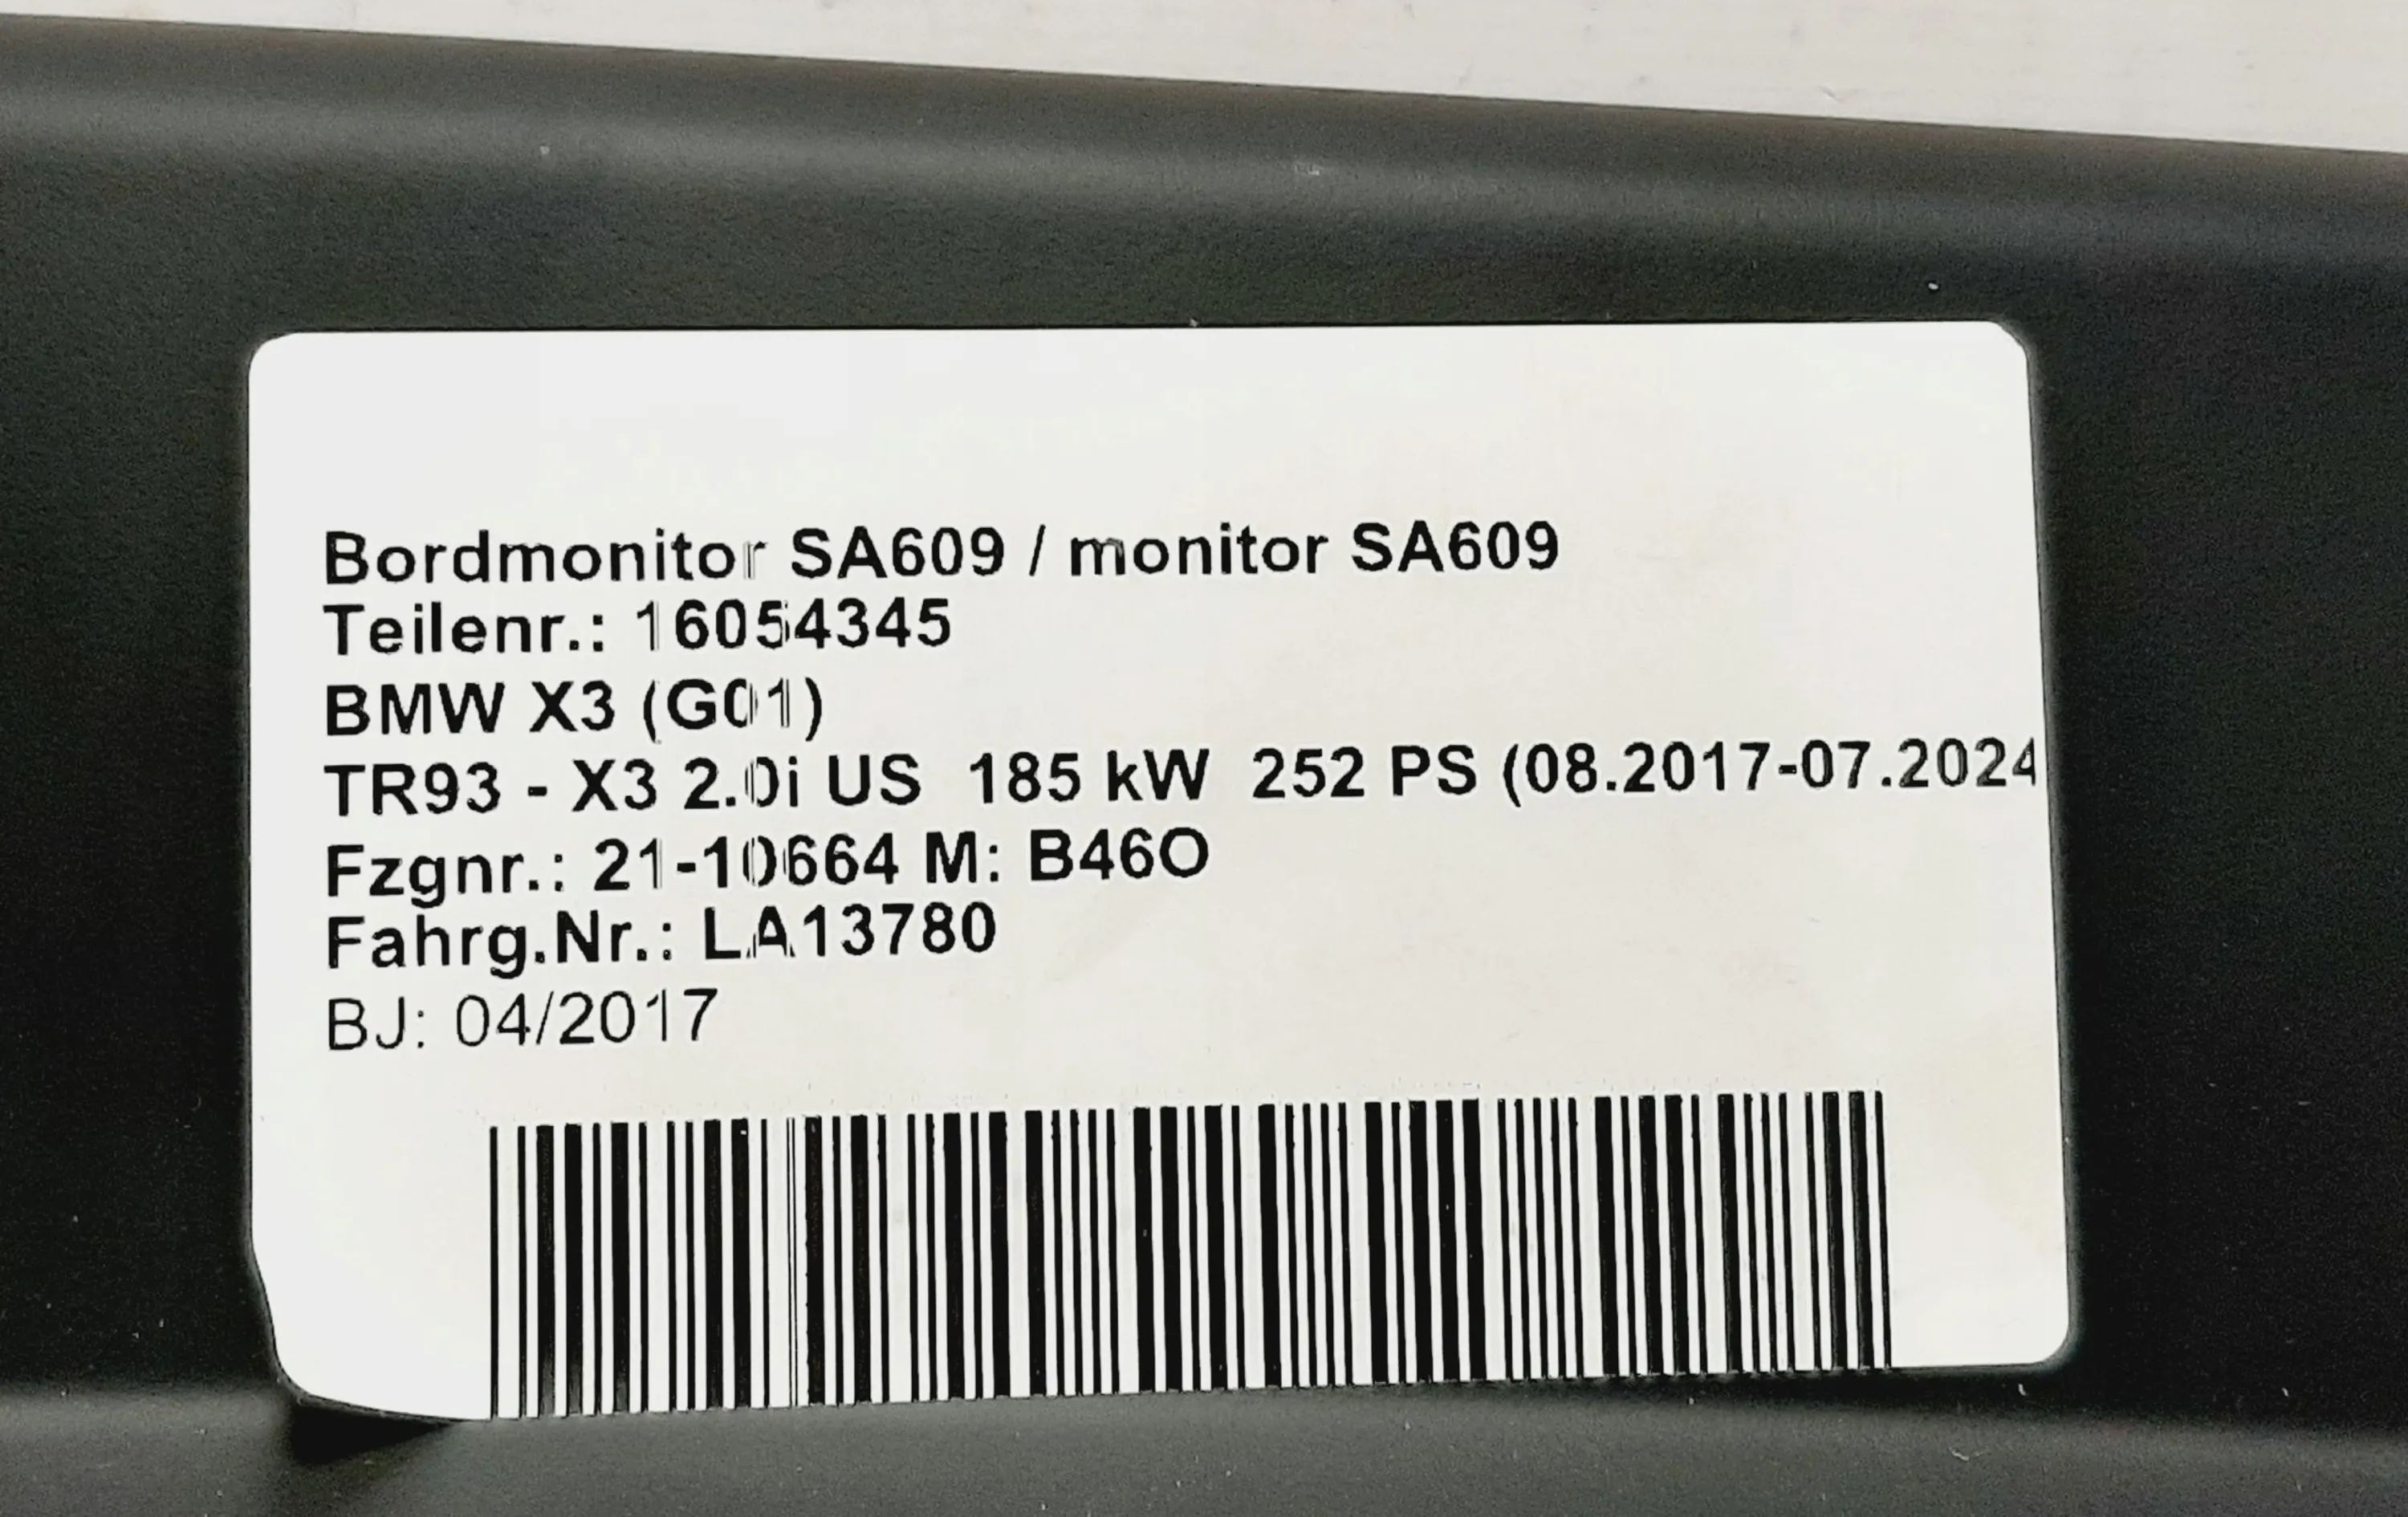 Bordmonitor SA609 / monitor SA609
Teilenr.: 16054345
BMW X3 (G01)
TR93 - X3 2.0i US 185 kW 252 PS (08.2017-07.2024
Fzgnr.: 21-10664 M: B46O
Fahrg.Nr.: LA13780
BJ: 04/2017